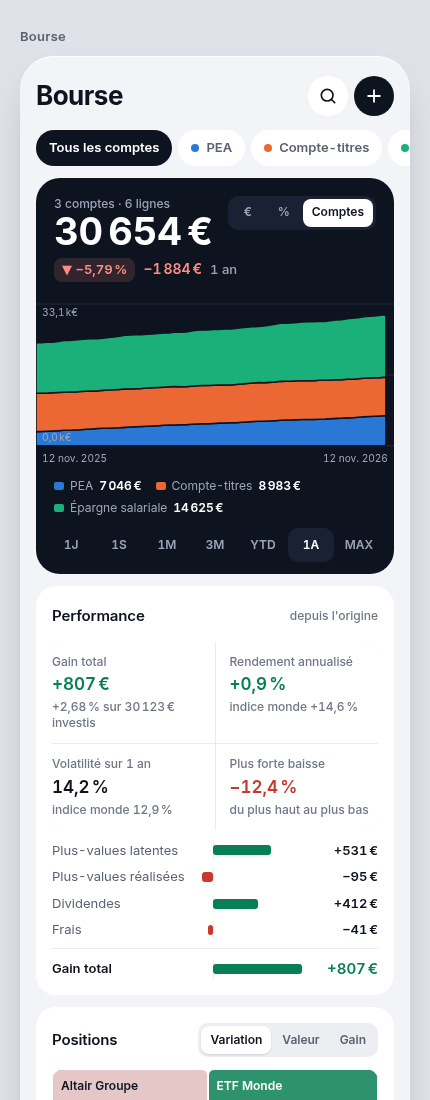 Bourse
Bourse
Tous les comptes
PEA
Compte-titres
3 comptes · 6 lignes
30 654 €
€
%
Comptes
▼ −5,79 %
−1 884 €
1 an
33,1 k€
0,0 k€
12 nov. 2025
12 nov. 2026
PEA 7 046 €
Compte-titres 8 983 €
Épargne salariale 14 625 €
1J
1S
1M
3M
YTD
1A
MAX
Performance
depuis l'origine
Gain total
+807 €
+2,68 % sur 30 123 €
investis
Rendement annualisé
+0,9 %
indice monde +14,6 %
Volatilité sur 1 an
14,2 %
indice monde 12,9 %
Plus forte baisse
−12,4 %
du plus haut au plus bas
Plus-values latentes
+531 €
Plus-values réalisées
−95 €
Dividendes
+412 €
Frais
−41 €
Gain total
+807 €
Positions
Variation
Valeur
Gain
Altair Groupe
ETF Monde